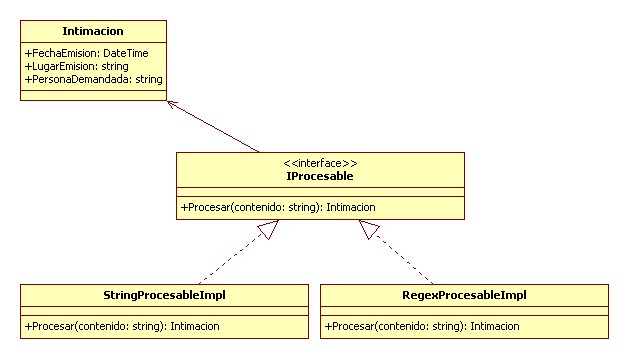 Intimacion
+FechaEmision: DateTime
+LugarEmision: string
+PersonaDemandada: string
<<interface>>
IProcesable
+Procesar(contenido: string): Intimacion
StringProcesableImpl
+Procesar(contenido: string): Intimacion
RegexProcesableImpl
+Procesar(contenido: string): Intimacion